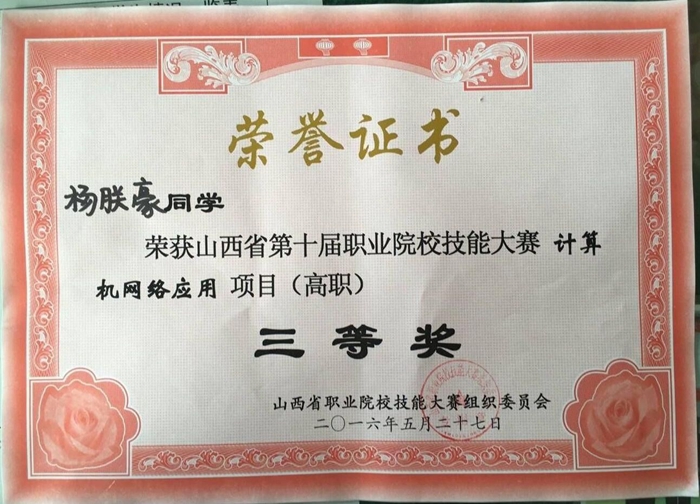 荣誉证书
杨朕豪同学
荣获山西省第十届职业院校技能大赛 计算
机网络应用 项目（高职）
三等奖
山西省职业院校技能大赛组织委员会
二〇一六年五月二十七日